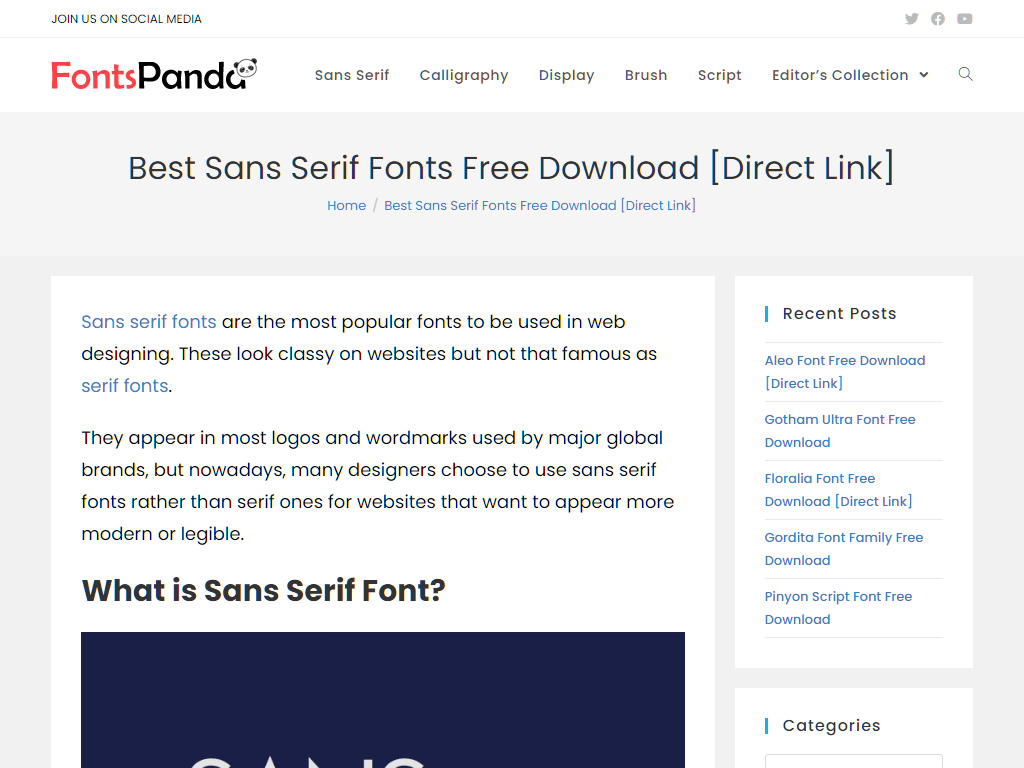 JOIN US ON SOCIAL MEDIA
FontsPanda
Sans Serif
Calligraphy
Display
Brush
Script
Editor's Collection
Best Sans Serif Fonts Free Download [Direct Link]
Home / Best Sans Serif Fonts Free Download [Direct Link]
Sans serif fonts are the most popular fonts to be used in web
designing. These look classy on websites but not that famous as
serif fonts.
They appear in most logos and wordmarks used by major global
brands, but nowadays, many designers choose to use sans serif
fonts rather than serif ones for websites that want to appear more
modern or legible.
What is Sans Serif Font?
SANS
Recent Posts
Aleo Font Free Download
[Direct Link]
Gotham Ultra Font Free
Download
Floralia Font Free
Download [Direct Link]
Gordita Font Family Free
Download
Pinyon Script Font Free
Download
Categories